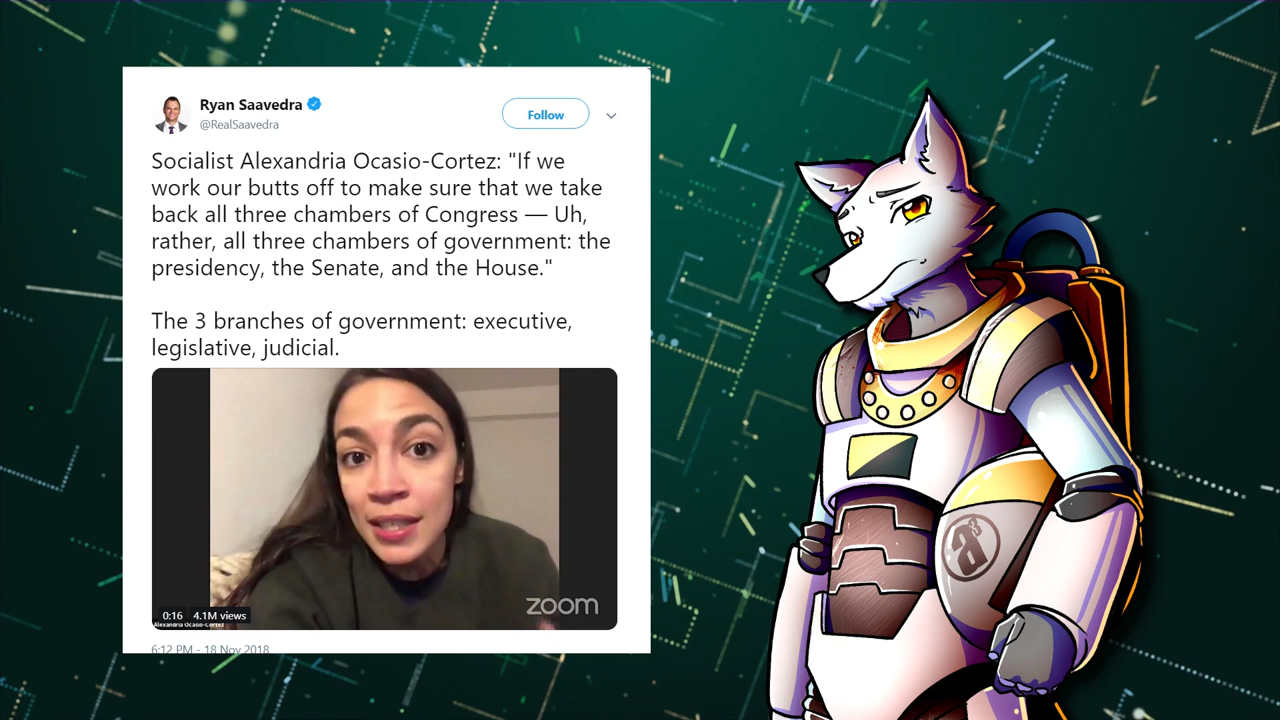 Ryan Saavedra
@RealSaavedra
Follow
Socialist Alexandria Ocasio-Cortez: "If we
work our butts off to make sure that we take
back all three chambers of Congress — Uh,
rather, all three chambers of government: the
presidency, the Senate, and the House."
The 3 branches of government: executive,
legislative, judicial.
zoom
0:16 4.1M views
Alexandria Ocasio-Cortez
6:12 PM - 18 Nov 2018